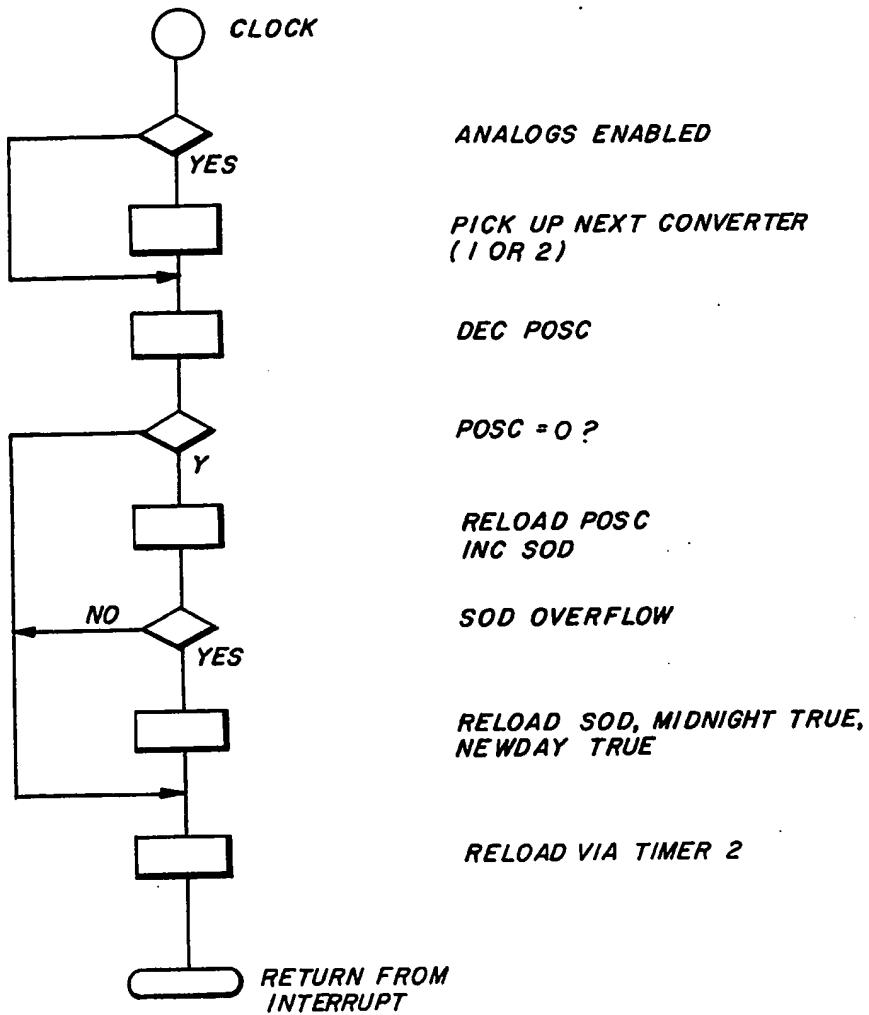 CLOCK
ANALOGS ENABLED
YES
PICK UP NEXT CONVERTER
(1 OR 2)
DEC POSC
POSC = 0 ?
Y
RELOAD POSC
INC SOD
NO
SOD OVERFLOW
YES
RELOAD SOD, MIDNIGHT TRUE,
NEWDAY TRUE
RELOAD VIA TIMER 2
RETURN FROM
INTERRUPT